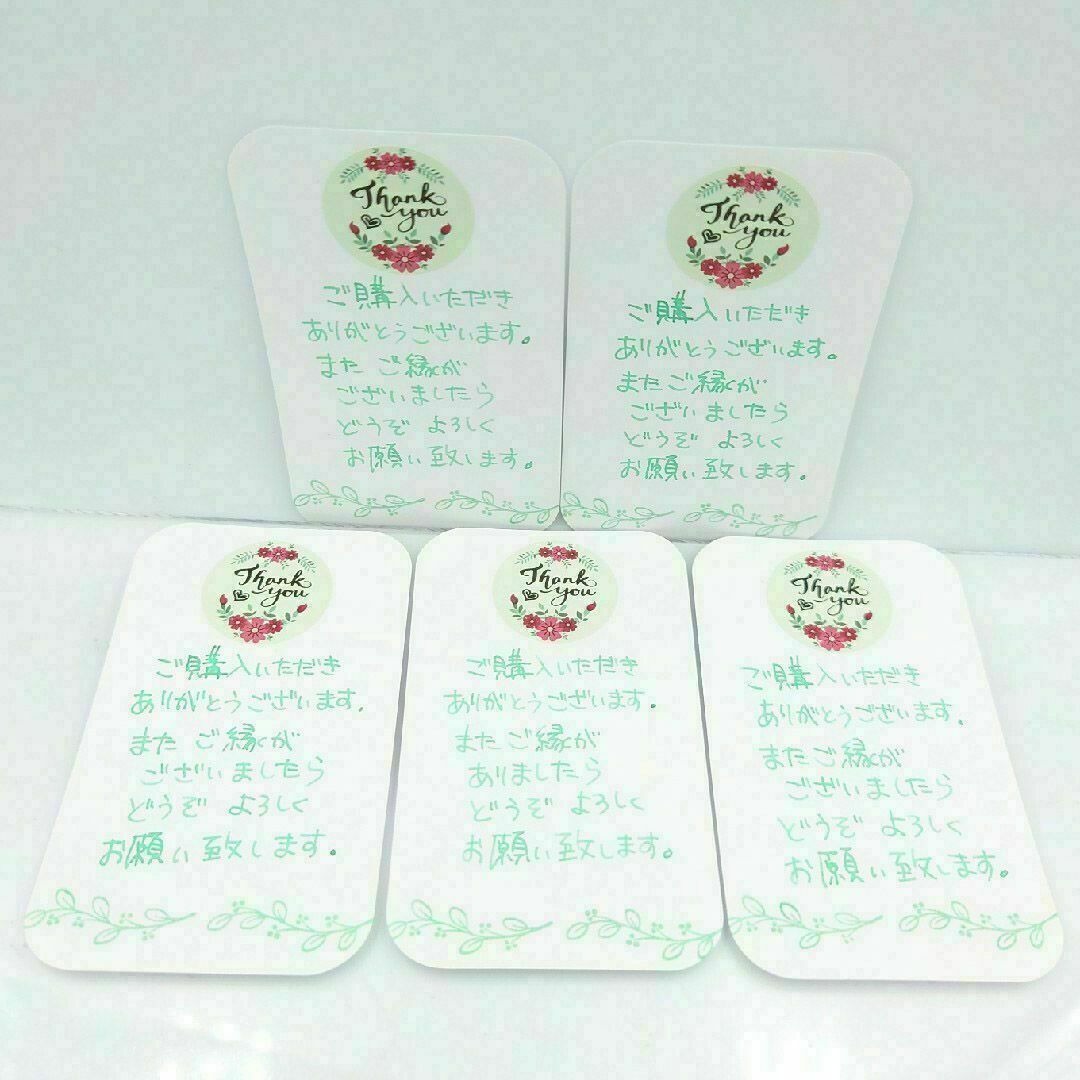 Thank
you
ご購入いただき
ありがとうございます。
また ご縁が
ございましたら
どうぞ よろしく
お願い致します。
Thank
you
ご購入いただき
ありがとうございます。
またご縁が
ございましたら
どうぞ よろしく
お願い致します。
Thank
you
ご購入いただき
ありがとうございます.
また ご縁が
ございましたら
どうぞ よろしく
お願い致します。
Thank
you
ご購入いただき
ありがとうございます.
またご縁が
ありましたら
どうぞ よろしく
お願い致します。
Thank
you
ご購入いただき
ありがとうございます.
またご縁が
ございましたら
どうぞ よろしく
お願い致します。